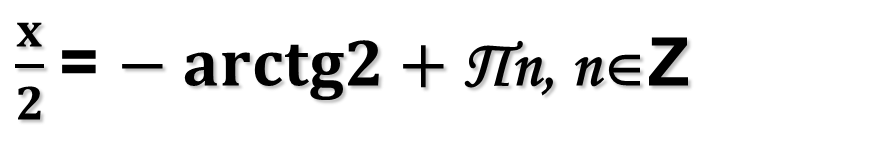 x/2 = − arctg2 + πn, n∈Z